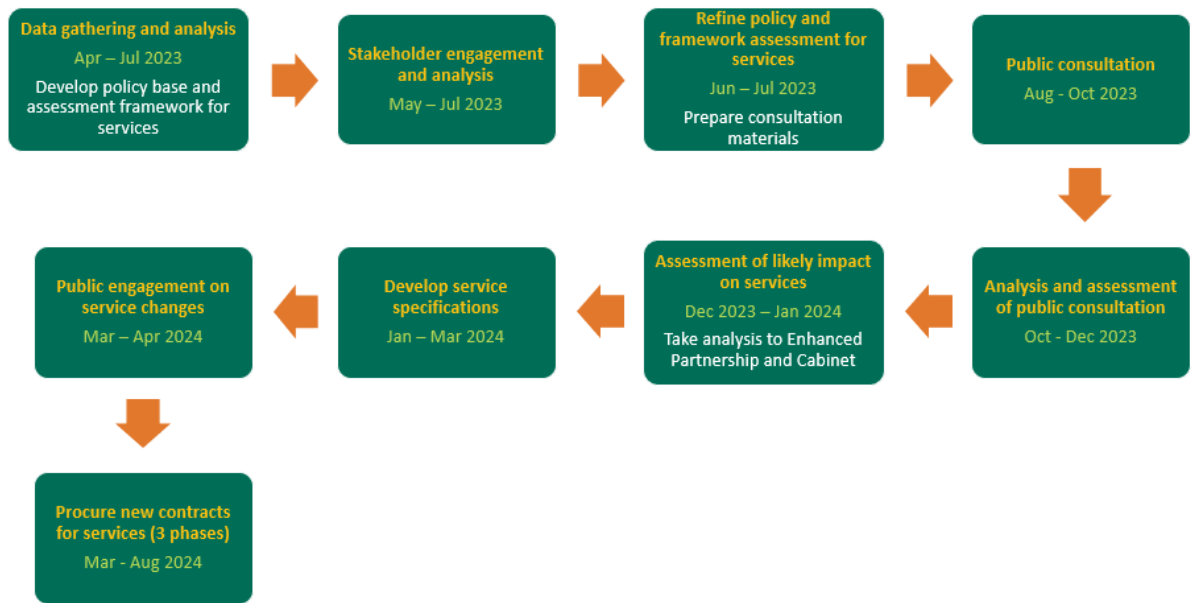 Data gathering and analysis
Apr – Jul 2023
Develop policy base and
assessment framework for
services
Stakeholder engagement
and analysis
May – Jul 2023
Refine policy and
framework assessment for
services
Jun – Jul 2023
Prepare consultation
materials
Public consultation
Aug - Oct 2023
Analysis and assessment
of public consultation
Oct - Dec 2023
Assessment of likely impact
on services
Dec 2023 – Jan 2024
Take analysis to Enhanced
Partnership and Cabinet
Develop service
specifications
Jan – Mar 2024
Public engagement on
service changes
Mar – Apr 2024
Procure new contracts
for services (3 phases)
Mar - Aug 2024